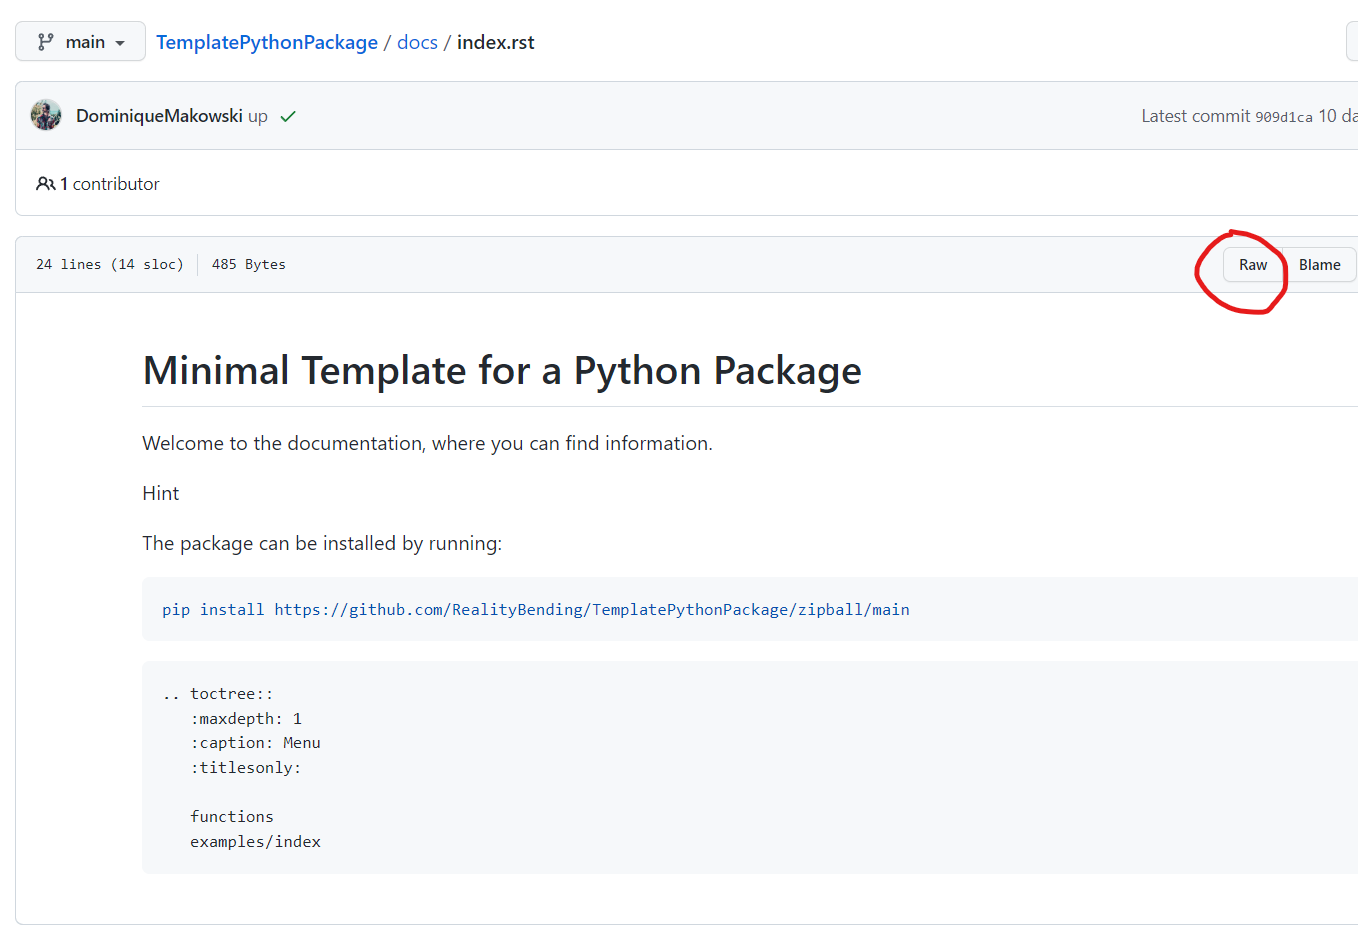 main TemplatePythonPackage / docs / index.rst
DominiqueMakowski up Latest commit 909d1ca 10 da
1 contributor
24 lines (14 sloc) 485 Bytes Raw Blame
Minimal Template for a Python Package
Welcome to the documentation, where you can find information.
Hint
The package can be installed by running:
pip install https://github.com/RealityBending/TemplatePythonPackage/zipball/main
.. toctree::
:maxdepth: 1
:caption: Menu
:titlesonly:
functions
examples/index